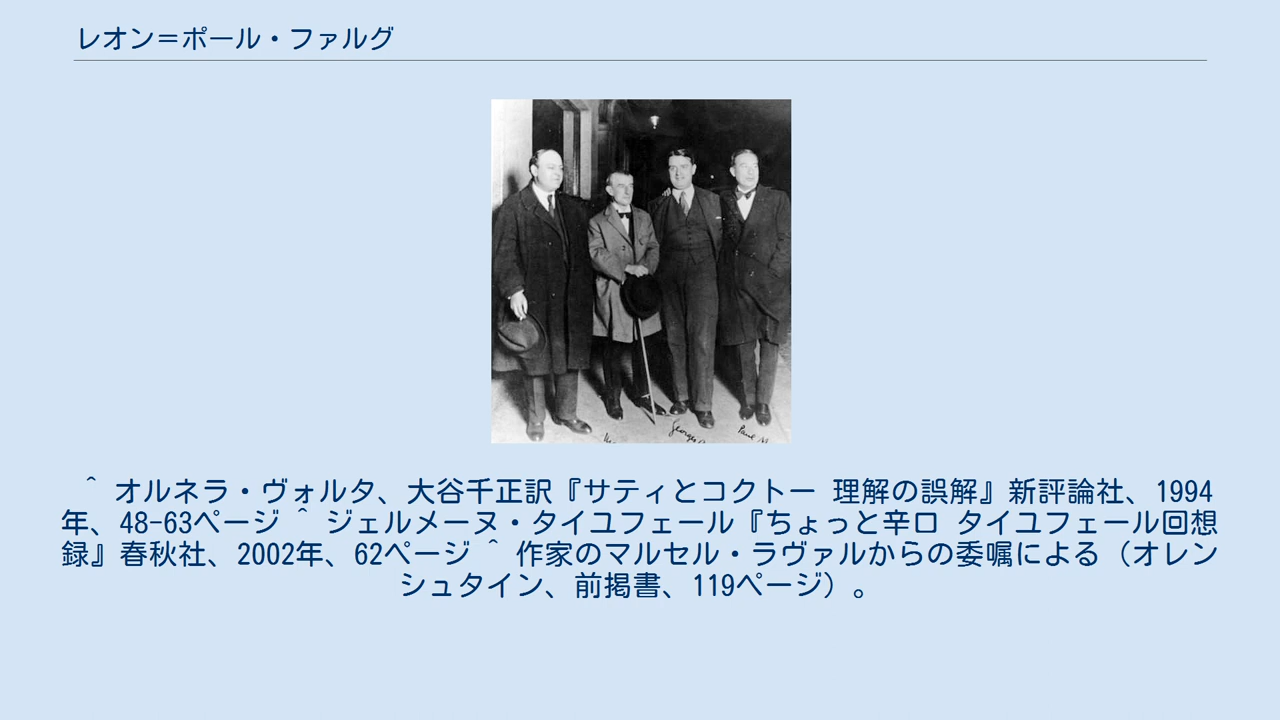 レオン＝ポール・ファルグ
Georges
Paul M
＾ オルネラ・ヴォルタ、大谷千正訳『サティとコクトー 理解の誤解』新評論社、1994
年、48-63ページ ＾ ジェルメーヌ・タイユフェール『ちょっと辛口 タイユフェール回想
録』春秋社、2002年、62ページ ＾ 作家のマルセル・ラヴァルからの委嘱による（オレン
シュタイン、前掲書、119ページ）。